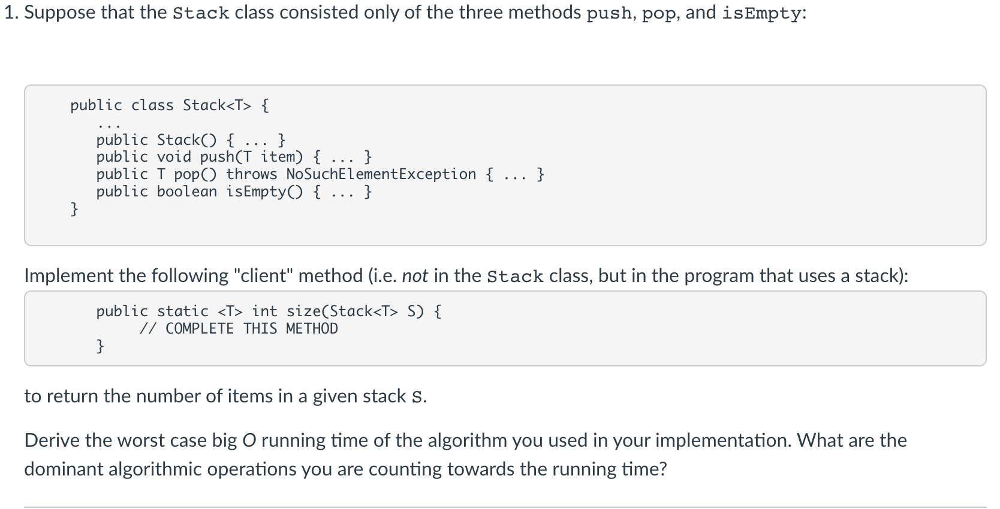 1. Suppose that the Stack class consisted only of the three methods push, pop, and isEmpty:
public class Stack<T> {
...
public Stack() { ... }
public void push(T item) { ... }
public T pop() throws NoSuchElementException { ... }
public boolean isEmpty() { ... }
}
Implement the following "client" method (i.e. not in the Stack class, but in the program that uses a stack):
public static <T> int size(Stack<T> S) {
// COMPLETE THIS METHOD
}
to return the number of items in a given stack S.
Derive the worst case big O running time of the algorithm you used in your implementation. What are the
dominant algorithmic operations you are counting towards the running time?